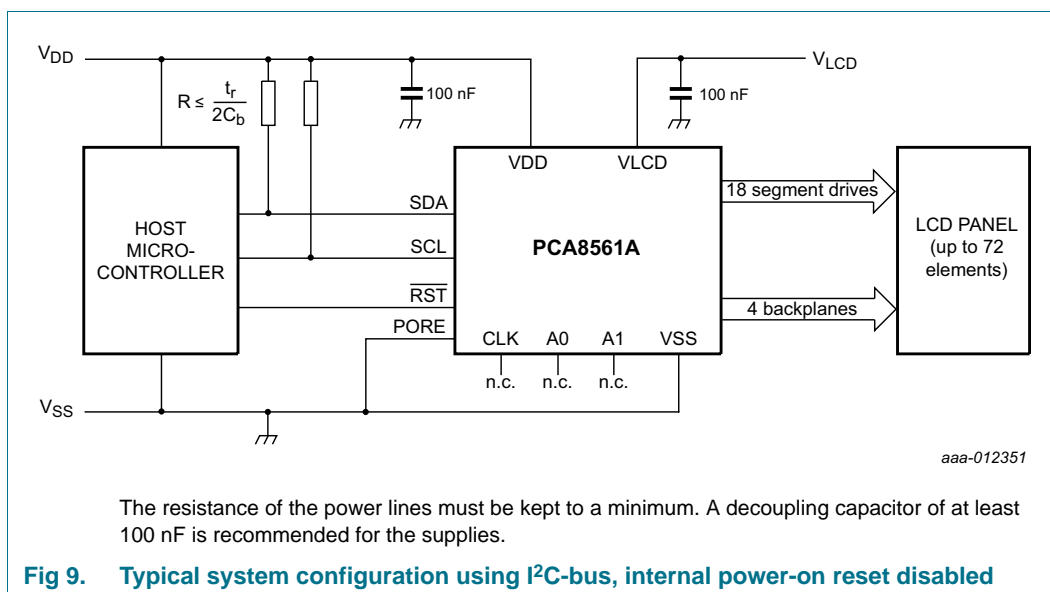 VDD
VLCD
R ≤ tr
2Cb
100 nF
100 nF
VDD
VLCD
HOST
MICRO-
CONTROLLER
SDA
SCL
RST
PORE
PCA8561A
CLK
A0
A1
VSS
n.c.
n.c.
n.c.
18 segment drives
4 backplanes
LCD PANEL
(up to 72
elements)
VSS
aaa-012351
The resistance of the power lines must be kept to a minimum. A decoupling capacitor of at least
100 nF is recommended for the supplies.
Fig 9. Typical system configuration using I²C-bus, internal power-on reset disabled